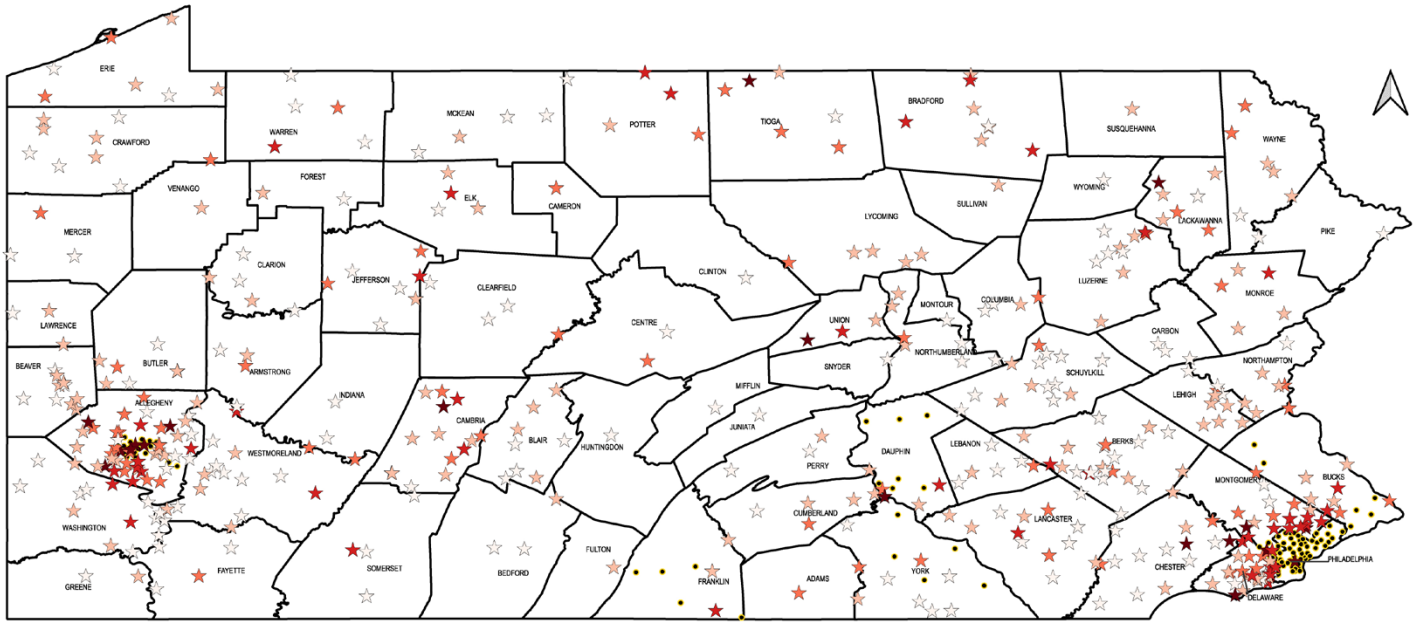 ERIE
CRAWFORD
WARREN
MCKEAN
POTTER
TIOGA
BRADFORD
SUSQUEHANNA
WAYNE
VENANGO
FOREST
ELK
CAMERON
WYOMING
LACKAWANNA
MERCER
LYCOMING
SULLIVAN
PIKE
CLARION
JEFFERSON
CLEARFIELD
CLINTON
LUZERNE
MONROE
LAWRENCE
BUTLER
CENTRE
UNION
MONTOUR
COLUMBIA
CARBON
BEAVER
ARMSTRONG
SNYDER
NORTHUMBERLAND
SCHUYLKILL
NORTHAMPTON
ALLEGHENY
INDIANA
MIFFLIN
LEHIGH
CAMBRIA
BLAIR
HUNTINGDON
JUNIATA
DAUPHIN
LEBANON
BERKS
WESTMORELAND
PERRY
MONTGOMERY
BUCKS
WASHINGTON
CUMBERLAND
LANCASTER
GREENE
FAYETTE
SOMERSET
BEDFORD
FULTON
FRANKLIN
ADAMS
YORK
CHESTER
PHILADELPHIA
DELAWARE